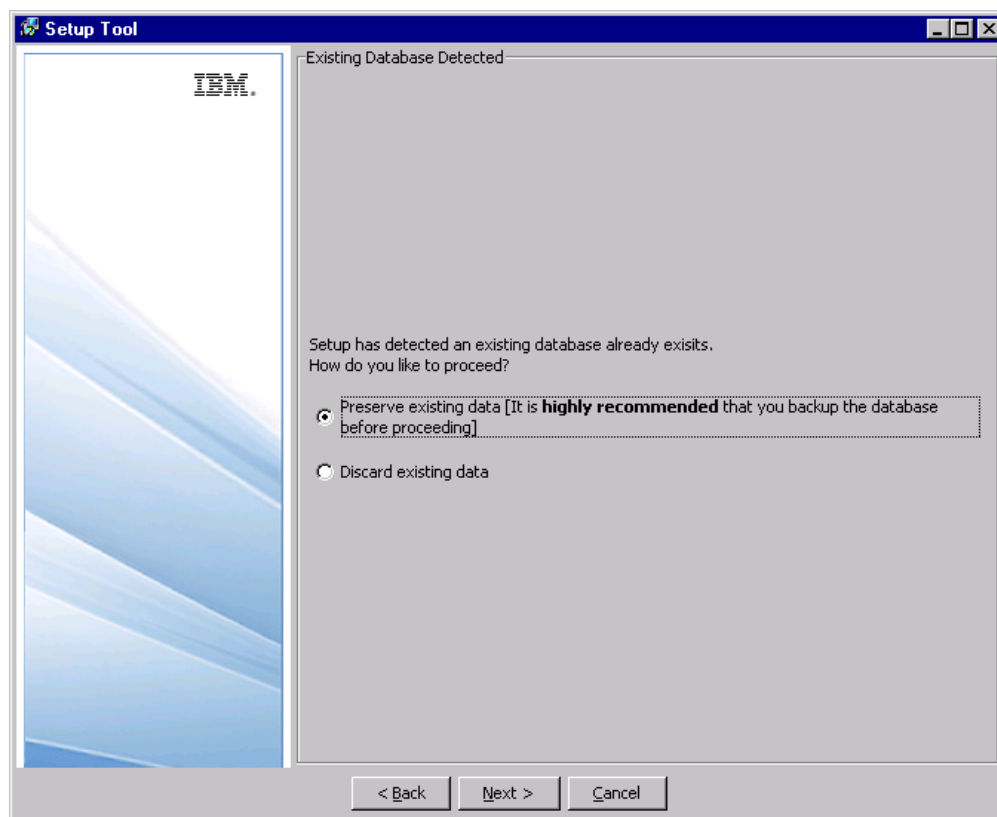 Setup Tool
IBM.
Existing Database Detected
Setup has detected an existing database already exisits.
How do you like to proceed?
Preserve existing data [It is highly recommended that you backup the database
before proceeding]
Discard existing data
< Back
Next >
Cancel